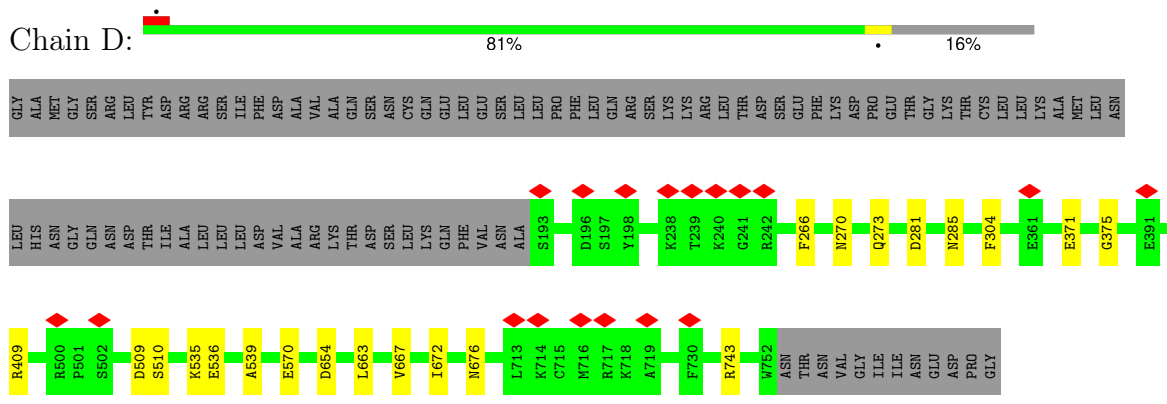 Chain D:
81% 16%
GLY ALA MET GLY SER ARG LEU TYR ASP ARG ARG SER ILE PHE ASP ALA VAL ALA GLN SER ASN CYS GLN GLU LEU GLU SER LEU LEU PRO PHE LEU GLN ARG SER LYS LYS ARG LEU THR ASP SER GLU PHE LYS ASP PRO GLU THR GLY LYS THR CYS LEU LEU LYS ALA MET LEU ASN
LEU HIS ASN GLY GLN ASN ASP THR ILE ALA LEU LEU LEU ASP VAL ALA ARG LYS THR ASP SER LEU LYS GLN PHE VAL ASN ALA S193 D196 S197 Y198 K238 T239 K240 G241 R242 F266 N270 Q273 D281 N285 F304 E361 E371 G375 E391
R409 R500 P501 S502 D509 S510 K535 E536 A539 E570 D654 L663 V667 I672 N676 L713 K714 C715 M716 R717 K718 A719 F730 R743 W752 ASN THR ASN VAL GLY ILE ILE ASN GLU ASP PRO GLY